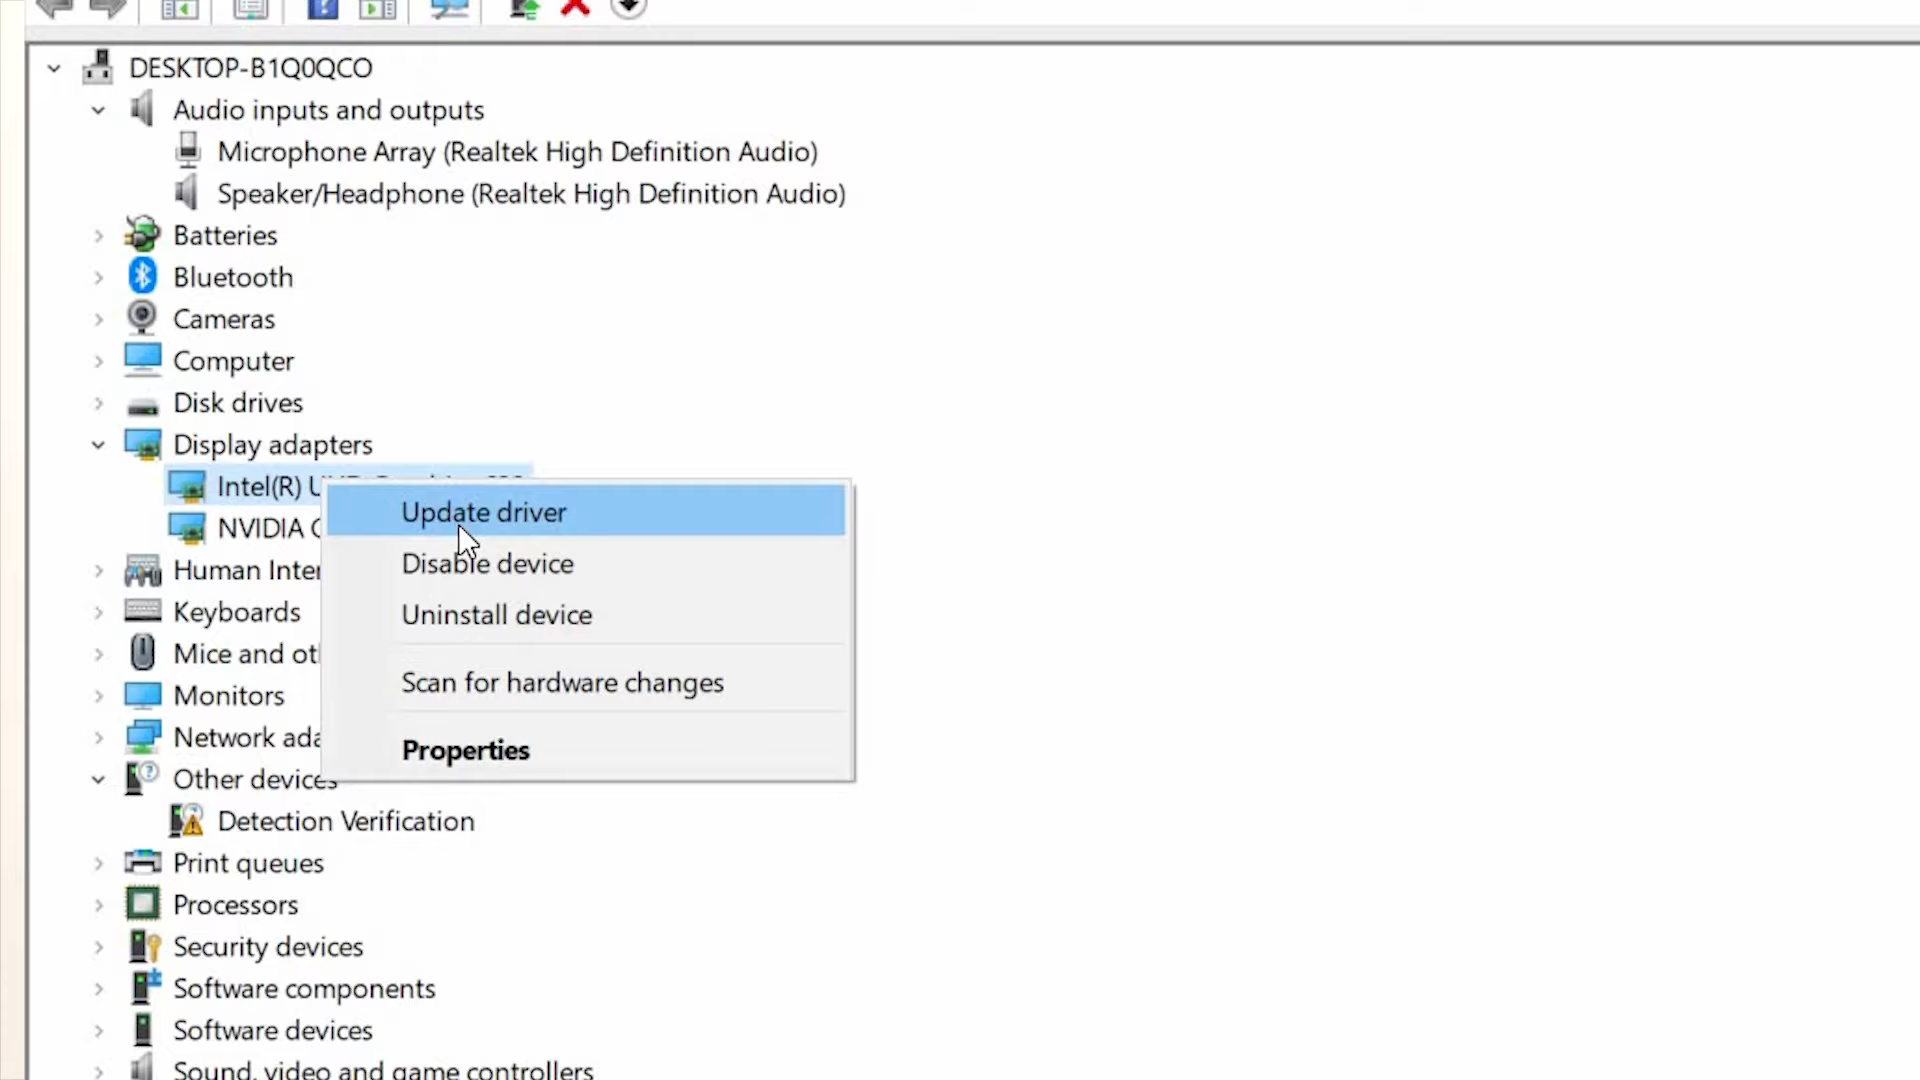 DESKTOP-B1Q0QCO
Audio inputs and outputs
Microphone Array (Realtek High Definition Audio)
Speaker/Headphone (Realtek High Definition Audio)
Batteries
Bluetooth
Cameras
Computer
Disk drives
Display adapters
Intel(R)
NVIDIA
Human
Keyboards
Mice and
Monitors
Network
Other devices
Detection Verification
Print queues
Processors
Security devices
Software components
Software devices
Sound, video and game controllers
Update driver
Disable device
Uninstall device
Scan for hardware changes
Properties